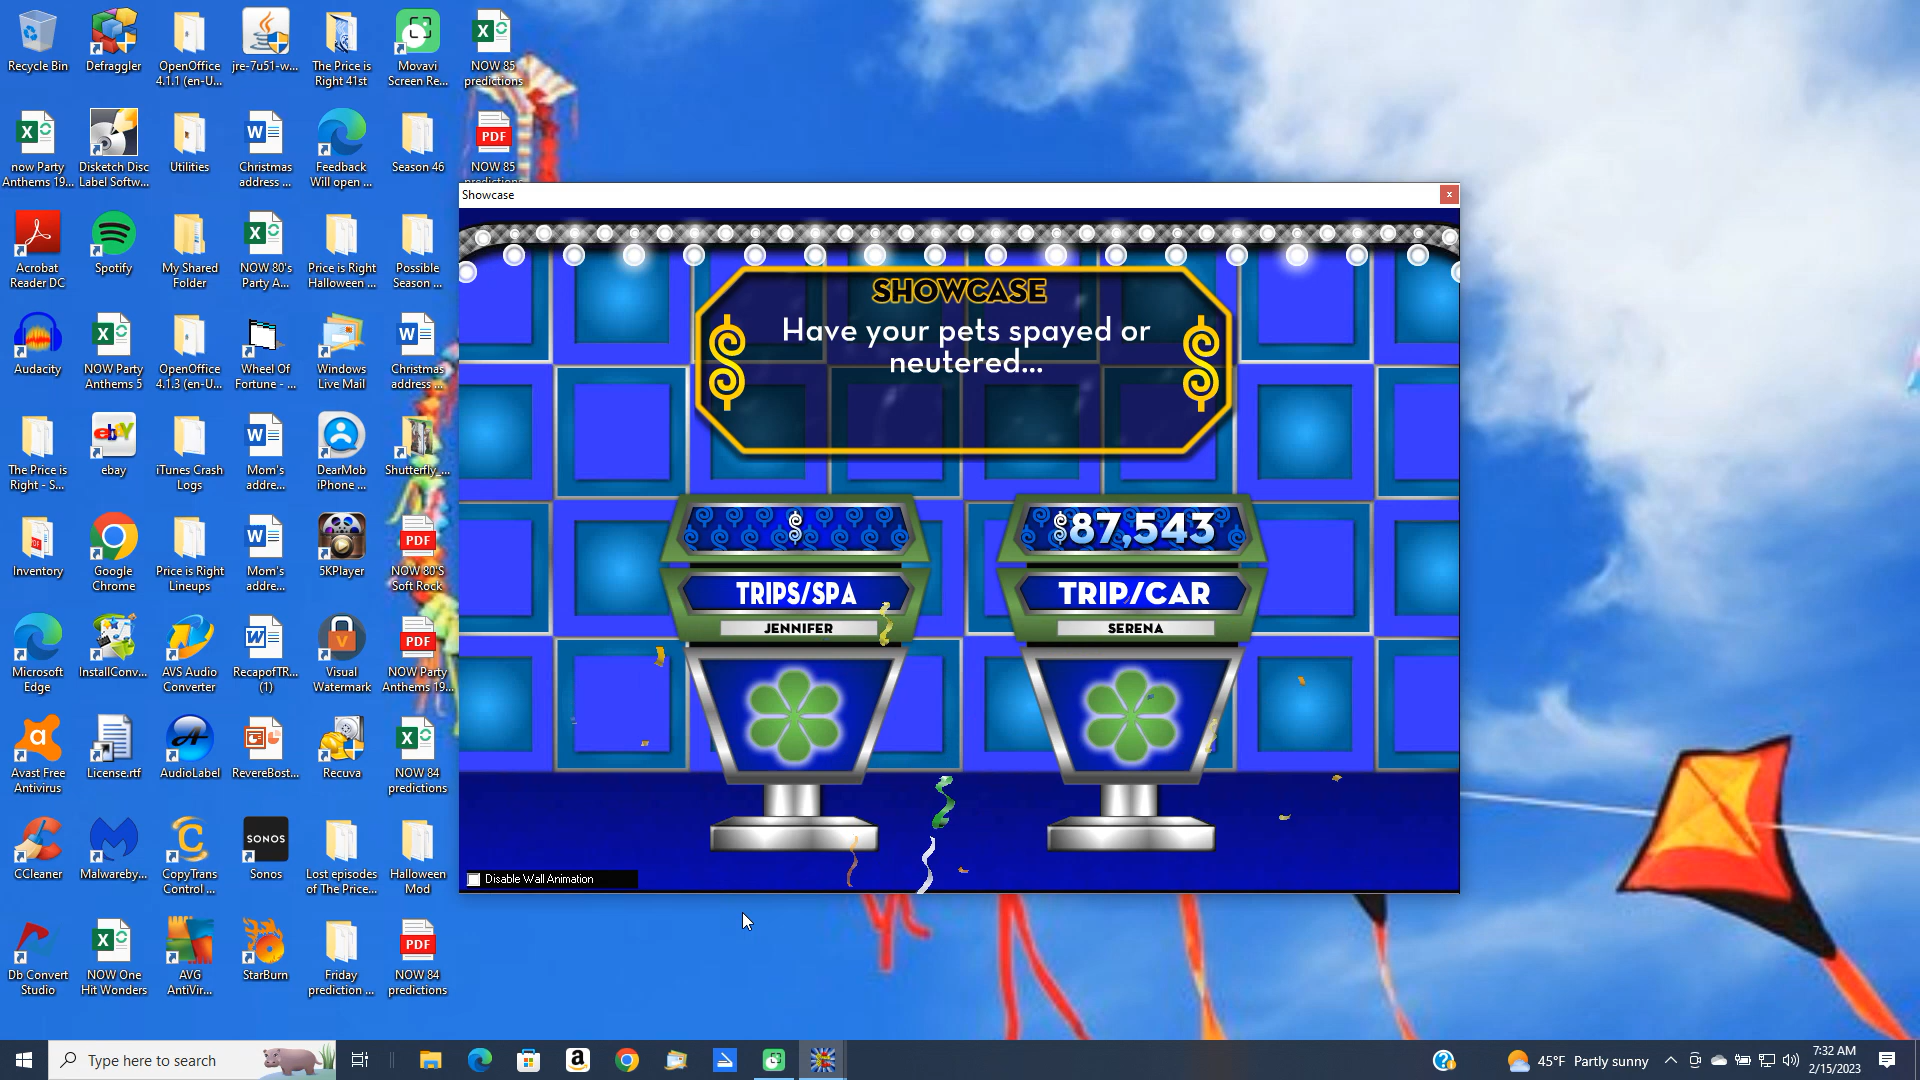 Recycle Bin
Defraggler
OpenOffice
4.1.1 (en-U...
jre-7u51-w...
The Price is
Right 41st
Movavi
Screen Re...
NOW 85
predictions
now Party
Anthems 19...
Disketch Disc
Label Softw...
Utilities
Christmas
address ...
Feedback
Will open ...
Season 46
PDF
NOW 85
predictions
Acrobat
Reader DC
Spotify
My Shared
Folder
NOW 80's
Party A...
Price is Right
Halloween ...
Possible
Season ...
Audacity
NOW Party
Anthems 5
OpenOffice
4.1.3 (en-U...
Wheel Of
Fortune - ...
Windows
Live Mail
Christmas
address ...
The Price is
Right - S...
ebay
ebay
iTunes Crash
Logs
Mom's
addre...
DearMob
iPhone ...
Shutterfly_...
Inventory
Google
Chrome
Price is Right
Lineups
Mom's
addre...
5KPlayer
PDF
NOW 80'S
Soft Rock
Microsoft
Edge
InstallConv...
AVS Audio
Converter
RecapofTR...
(1)
Visual
Watermark
PDF
NOW Party
Anthems 19...
Avast Free
Antivirus
License.rtf
AudioLabel
RevereBost...
Recuva
NOW 84
predictions
CCleaner
Malwareby...
CopyTrans
Control ...
SONOS
Sonos
Lost episodes
of The Price...
Halloween
Mod
Db Convert
Studio
NOW One
Hit Wonders
AVG
AntiVir...
StarBurn
Friday
prediction ...
PDF
NOW 84
predictions
Showcase
x
SHOWCASE
Have your pets spayed or
neutered...
$
$87,543
TRIPS/SPA
TRIP/CAR
JENNIFER
SERENA
Disable Wall Animation
Type here to search
45°F Partly sunny
7:32 AM
2/15/2023